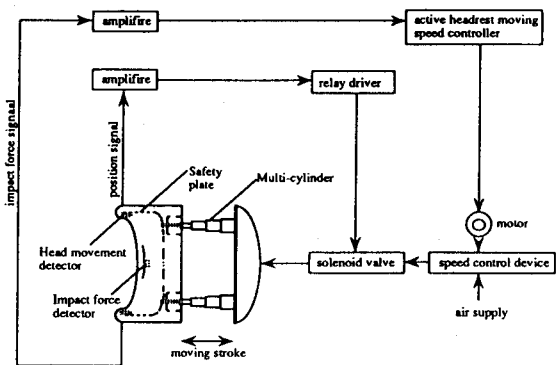 amplifire
active headrest moving
speed controller
amplifire
relay driver
impact force signaal
position signal
Safety
plate
Multi-cylinder
motor
Head movement
detector
solenoid valve
speed control device
Impact force
detector
air supply
moving stroke